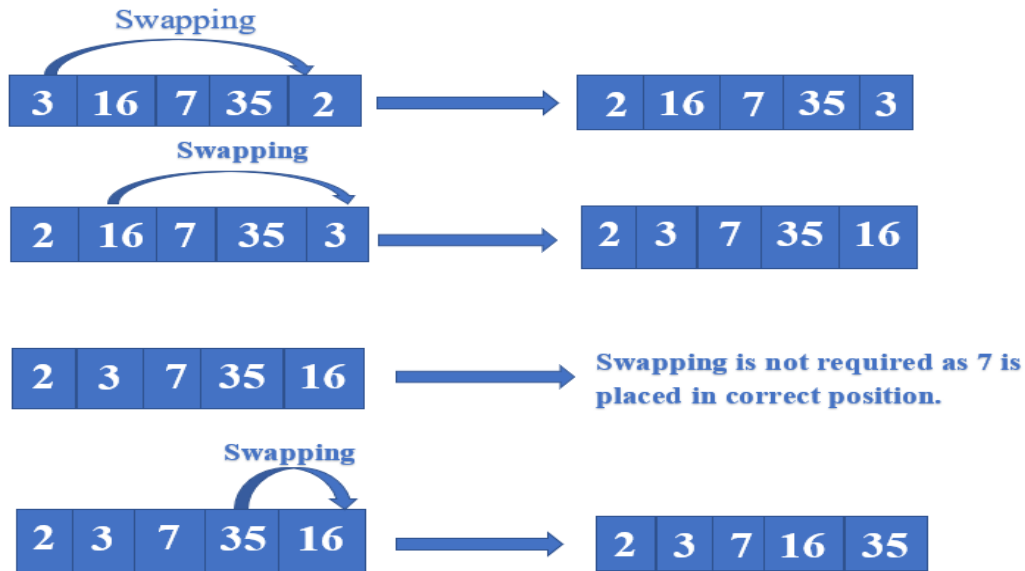 Swapping
3 16 7 35 2
2 16 7 35 3
Swapping
2 16 7 35 3
2 3 7 35 16
2 3 7 35 16
Swapping is not required as 7 is
placed in correct position.
Swapping
2 3 7 35 16
2 3 7 16 35